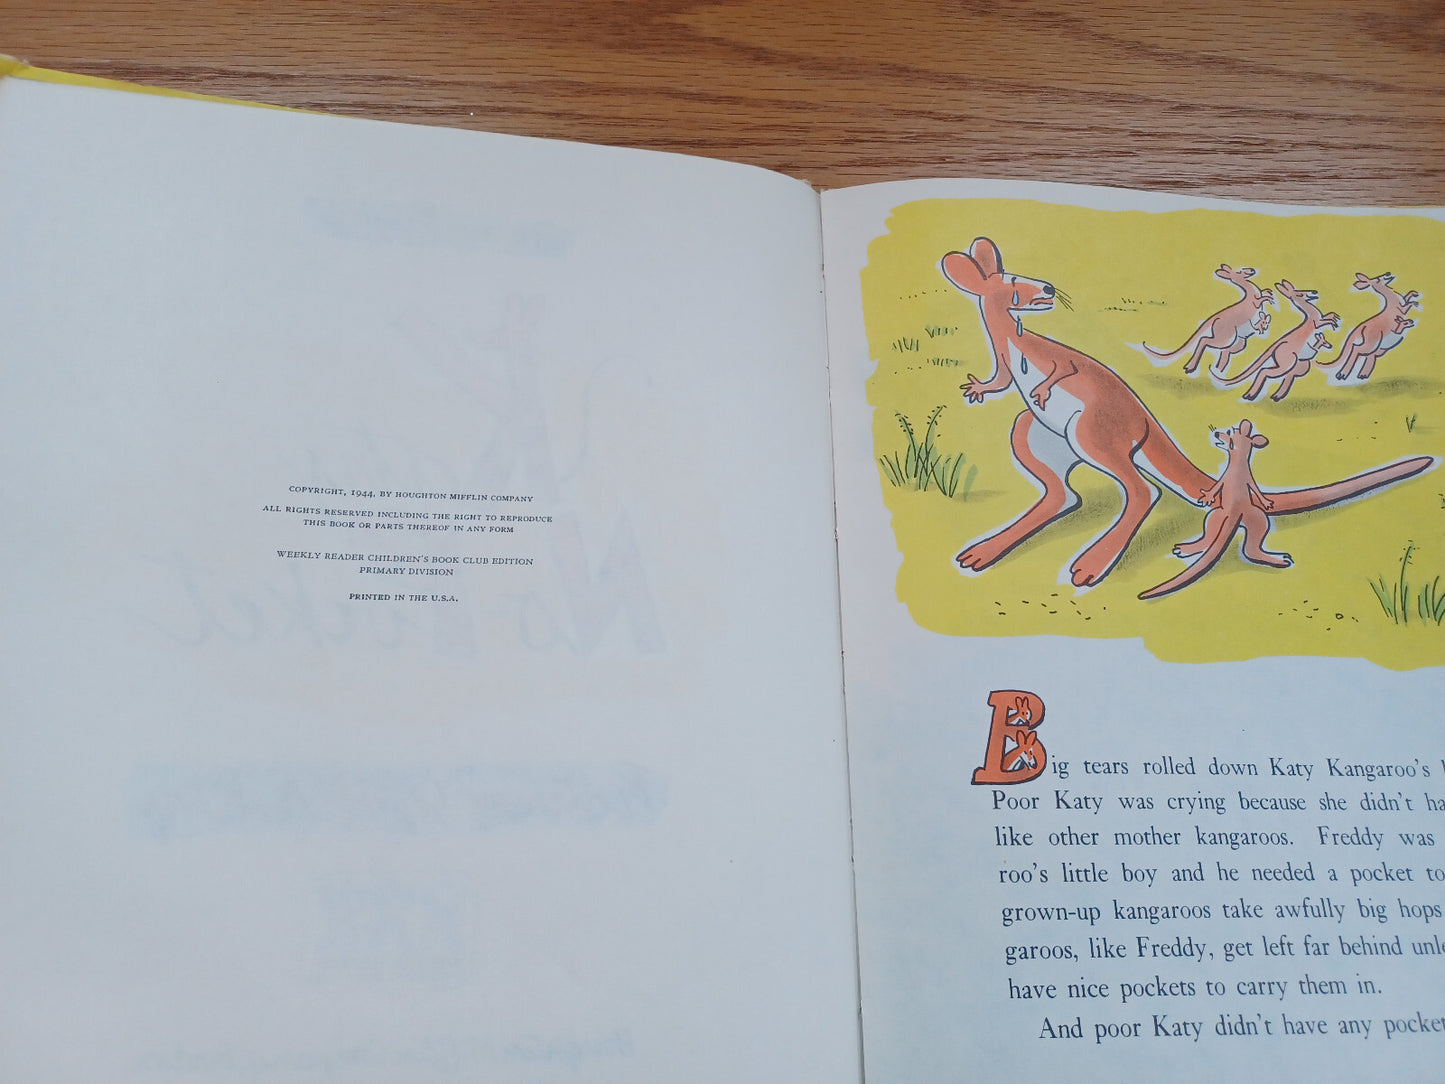 COPYRIGHT, 1944, BY HOUGHTON MIFFLIN COMPANY
ALL RIGHTS RESERVED INCLUDING THE RIGHT TO REPRODUCE
THIS BOOK OR PARTS THEREOF IN ANY FORM
WEEKLY READER CHILDREN'S BOOK CLUB EDITION
PRIMARY DIVISION
PRINTED IN THE U.S.A.
Big tears rolled down Katy Kangaroo's
Poor Katy was crying because she didn't ha
like other mother kangaroos. Freddy was
roo's little boy and he needed a pocket to
grown-up kangaroos take awfully big hops
garoos, like Freddy, get left far behind unle
have nice pockets to carry them in.
And poor Katy didn't have any pocket